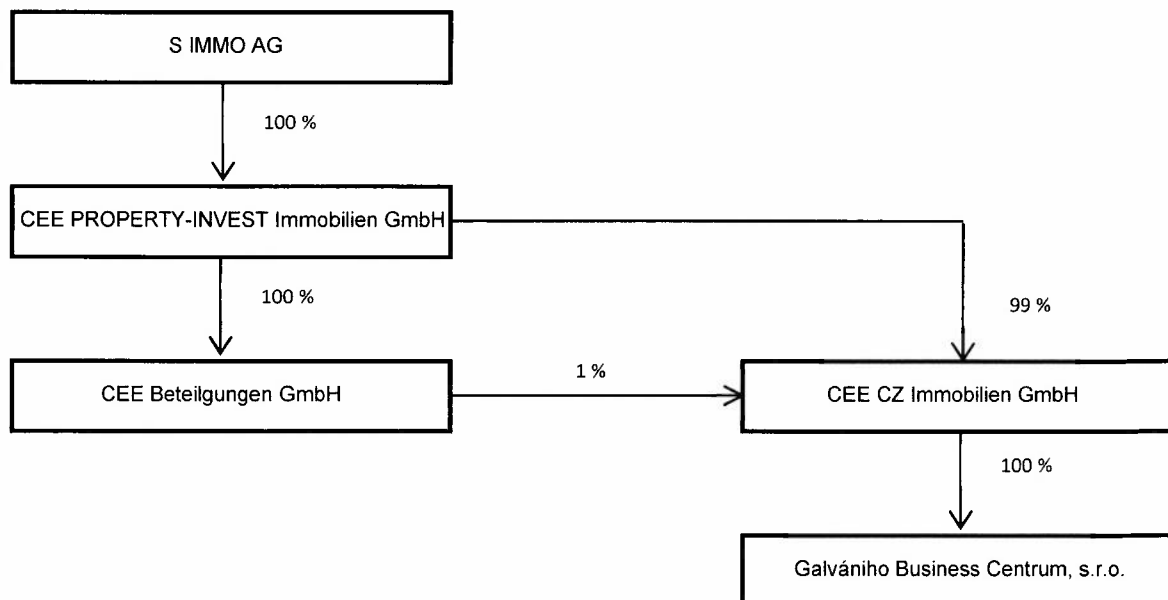 S IMMO AG
100 %
CEE PROPERTY-INVEST Immobilien GmbH
100 %
99 %
CEE Beteilgungen GmbH
1 %
CEE CZ Immobilien GmbH
100 %
Galvániho Business Centrum, s.r.o.